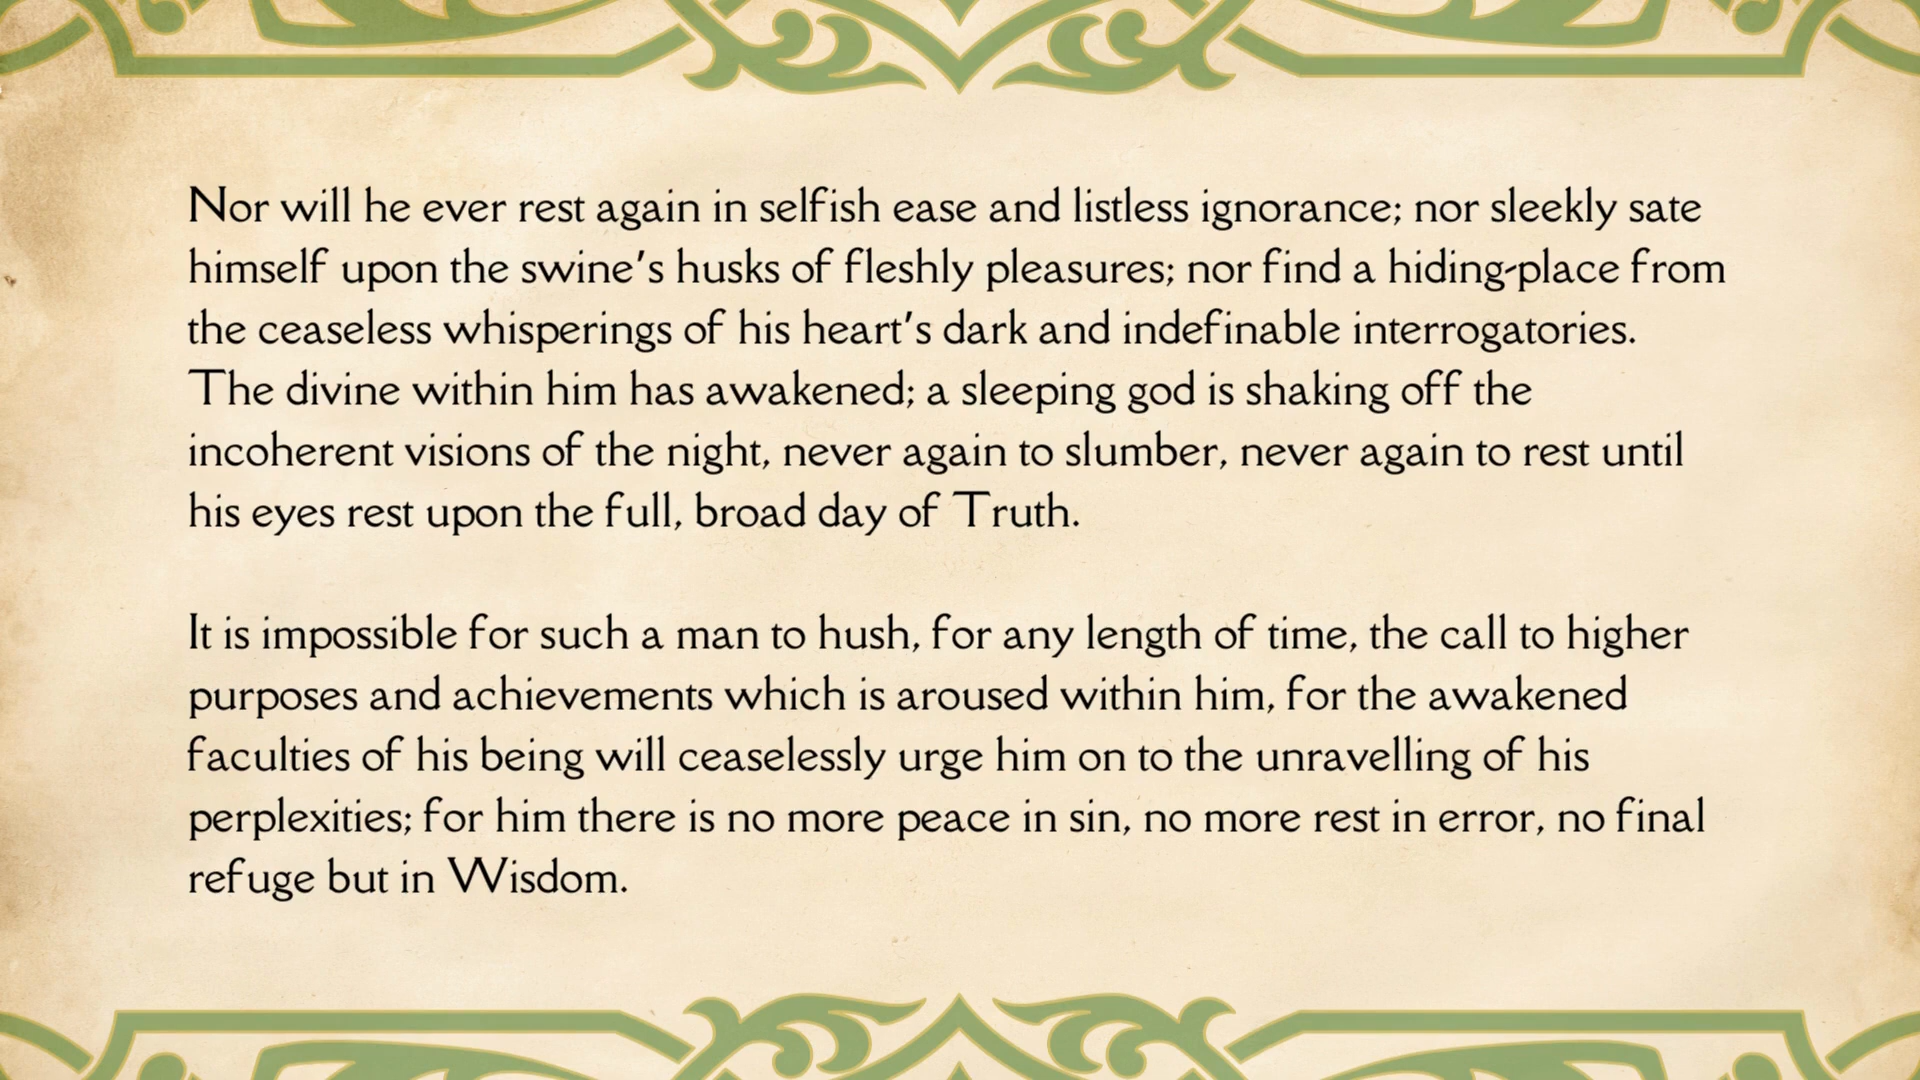 Nor will he ever rest again in selfish ease and listless ignorance; nor sleekly sate
himself upon the swine's husks of fleshly pleasures; nor find a hiding-place from
the ceaseless whisperings of his heart's dark and indefinable interrogatories.
The divine within him has awakened; a sleeping god is shaking off the
incoherent visions of the night, never again to slumber, never again to rest until
his eyes rest upon the full, broad day of Truth.
It is impossible for such a man to hush, for any length of time, the call to higher
purposes and achievements which is aroused within him, for the awakened
faculties of his being will ceaselessly urge him on to the unravelling of his
perplexities; for him there is no more peace in sin, no more rest in error, no final
refuge but in Wisdom.